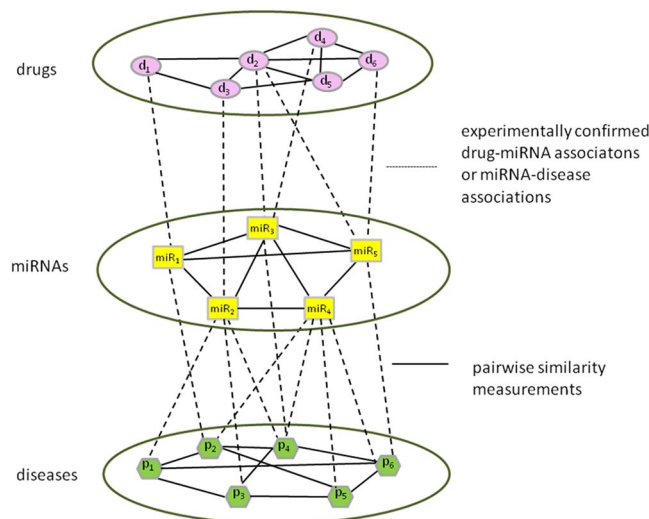 drugs
d1
d2
d3
d4
d5
d6
experimentally confirmed
drug-miRNA associatons
or miRNA-disease
associations
miRNAs
miR1
miR2
miR3
miR4
miR5
pairwise similarity
measurements
diseases
p1
p2
p3
p4
p5
p6